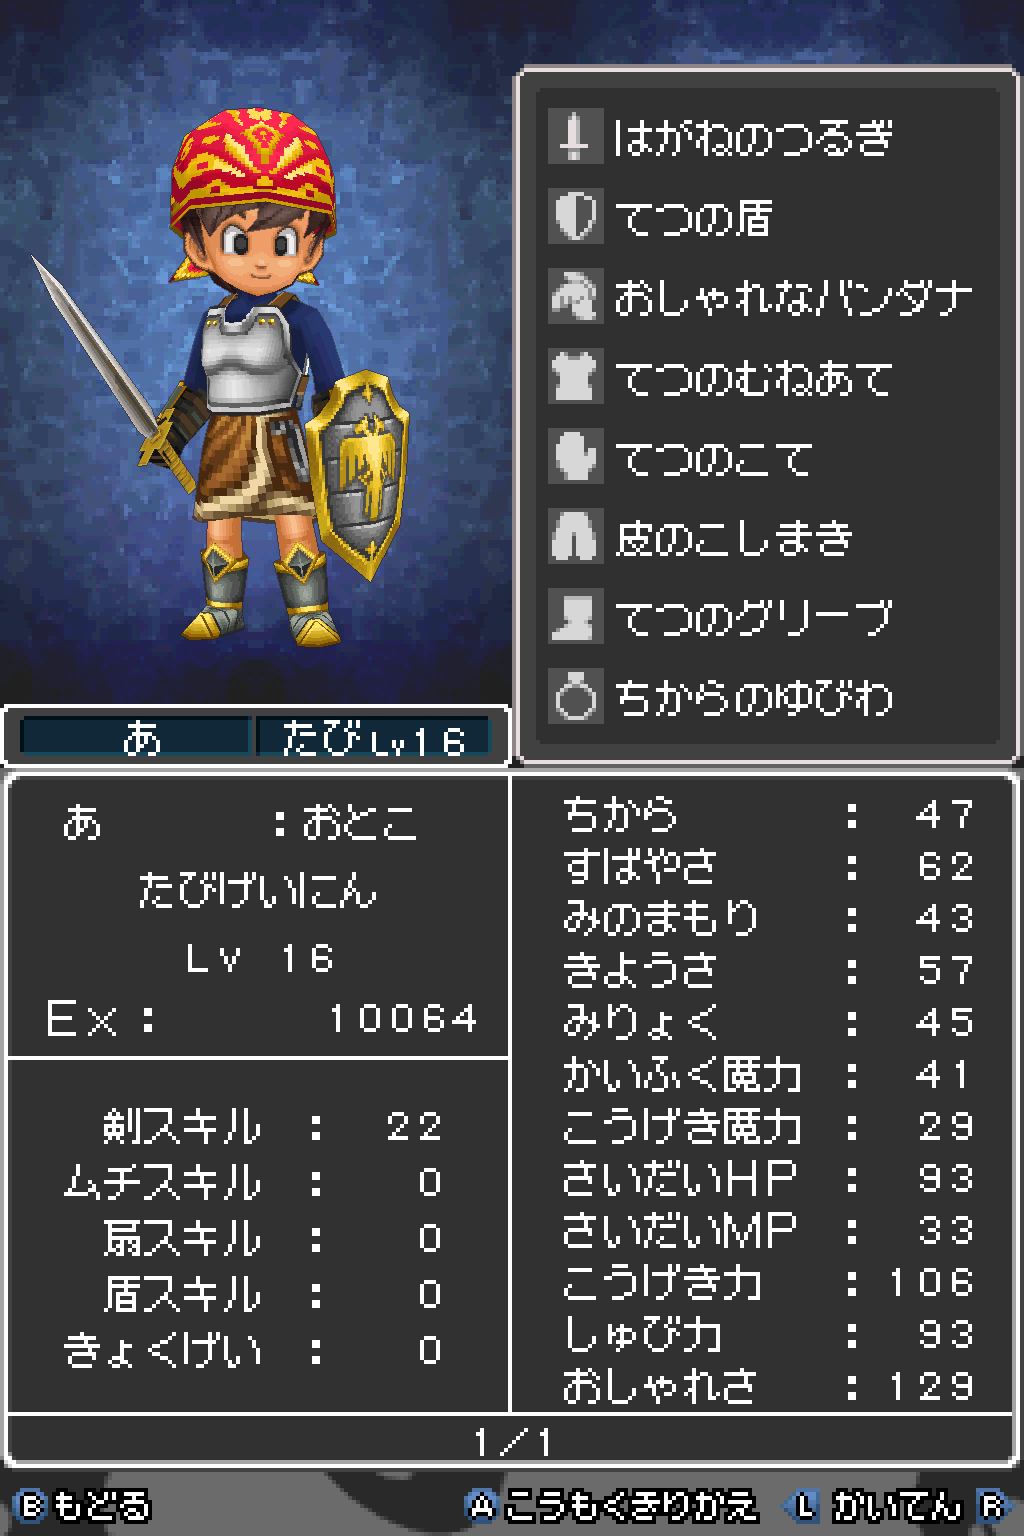 はがねのつるぎ
てつの盾
おしゃれなバンダナ
てつのむねあて
てつのこて
皮のこしまき
てつのグリーブ
ちからのゆびわ
あ たび Lv16
あ :おとこ
たびげいにん
Lv 16
Ex: 10064
剣スキル : 22
ムチスキル : 0
扇スキル : 0
盾スキル : 0
きょくげい : 0
ちから : 47
すばやさ : 62
みのまもり : 43
きようさ : 57
みりょく : 45
かいふく魔力 : 41
こうげき魔力 : 29
さいだいHP : 93
さいだいMP : 33
こうげき力 : 106
しゅび力 : 93
おしゃれさ : 129
1/1
B もどる A こうもくきりかえ L かいてん R